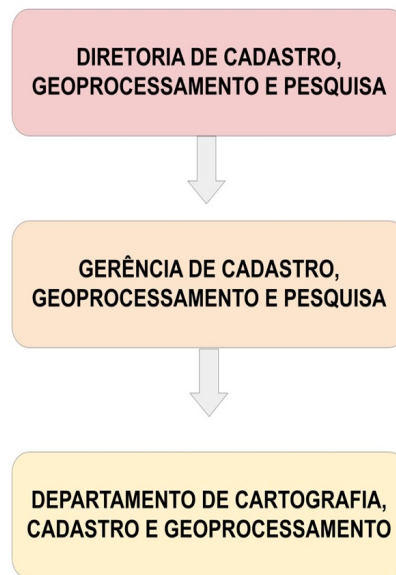 DIRETORIA DE CADASTRO,
GEOPROCESSAMENTO E PESQUISA
GERÊNCIA DE CADASTRO,
GEOPROCESSAMENTO E PESQUISA
DEPARTAMENTO DE CARTOGRAFIA,
CADASTRO E GEOPROCESSAMENTO